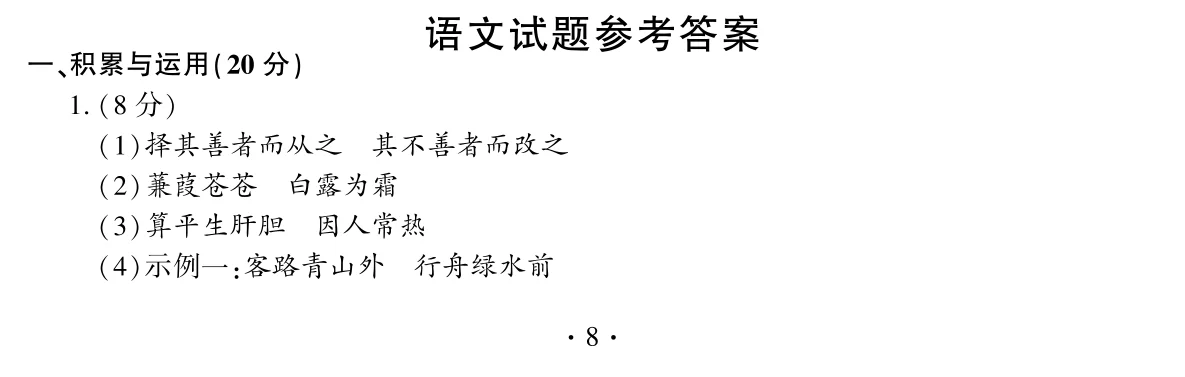 语文试题参考答案
一、积累与运用(20 分)
1. (8 分)
(1)择其善者而从之　其不善者而改之
(2)蒹葭苍苍　白露为霜
(3)算平生肝胆　因人常热
(4)示例一:客路青山外　行舟绿水前
· 8 ·